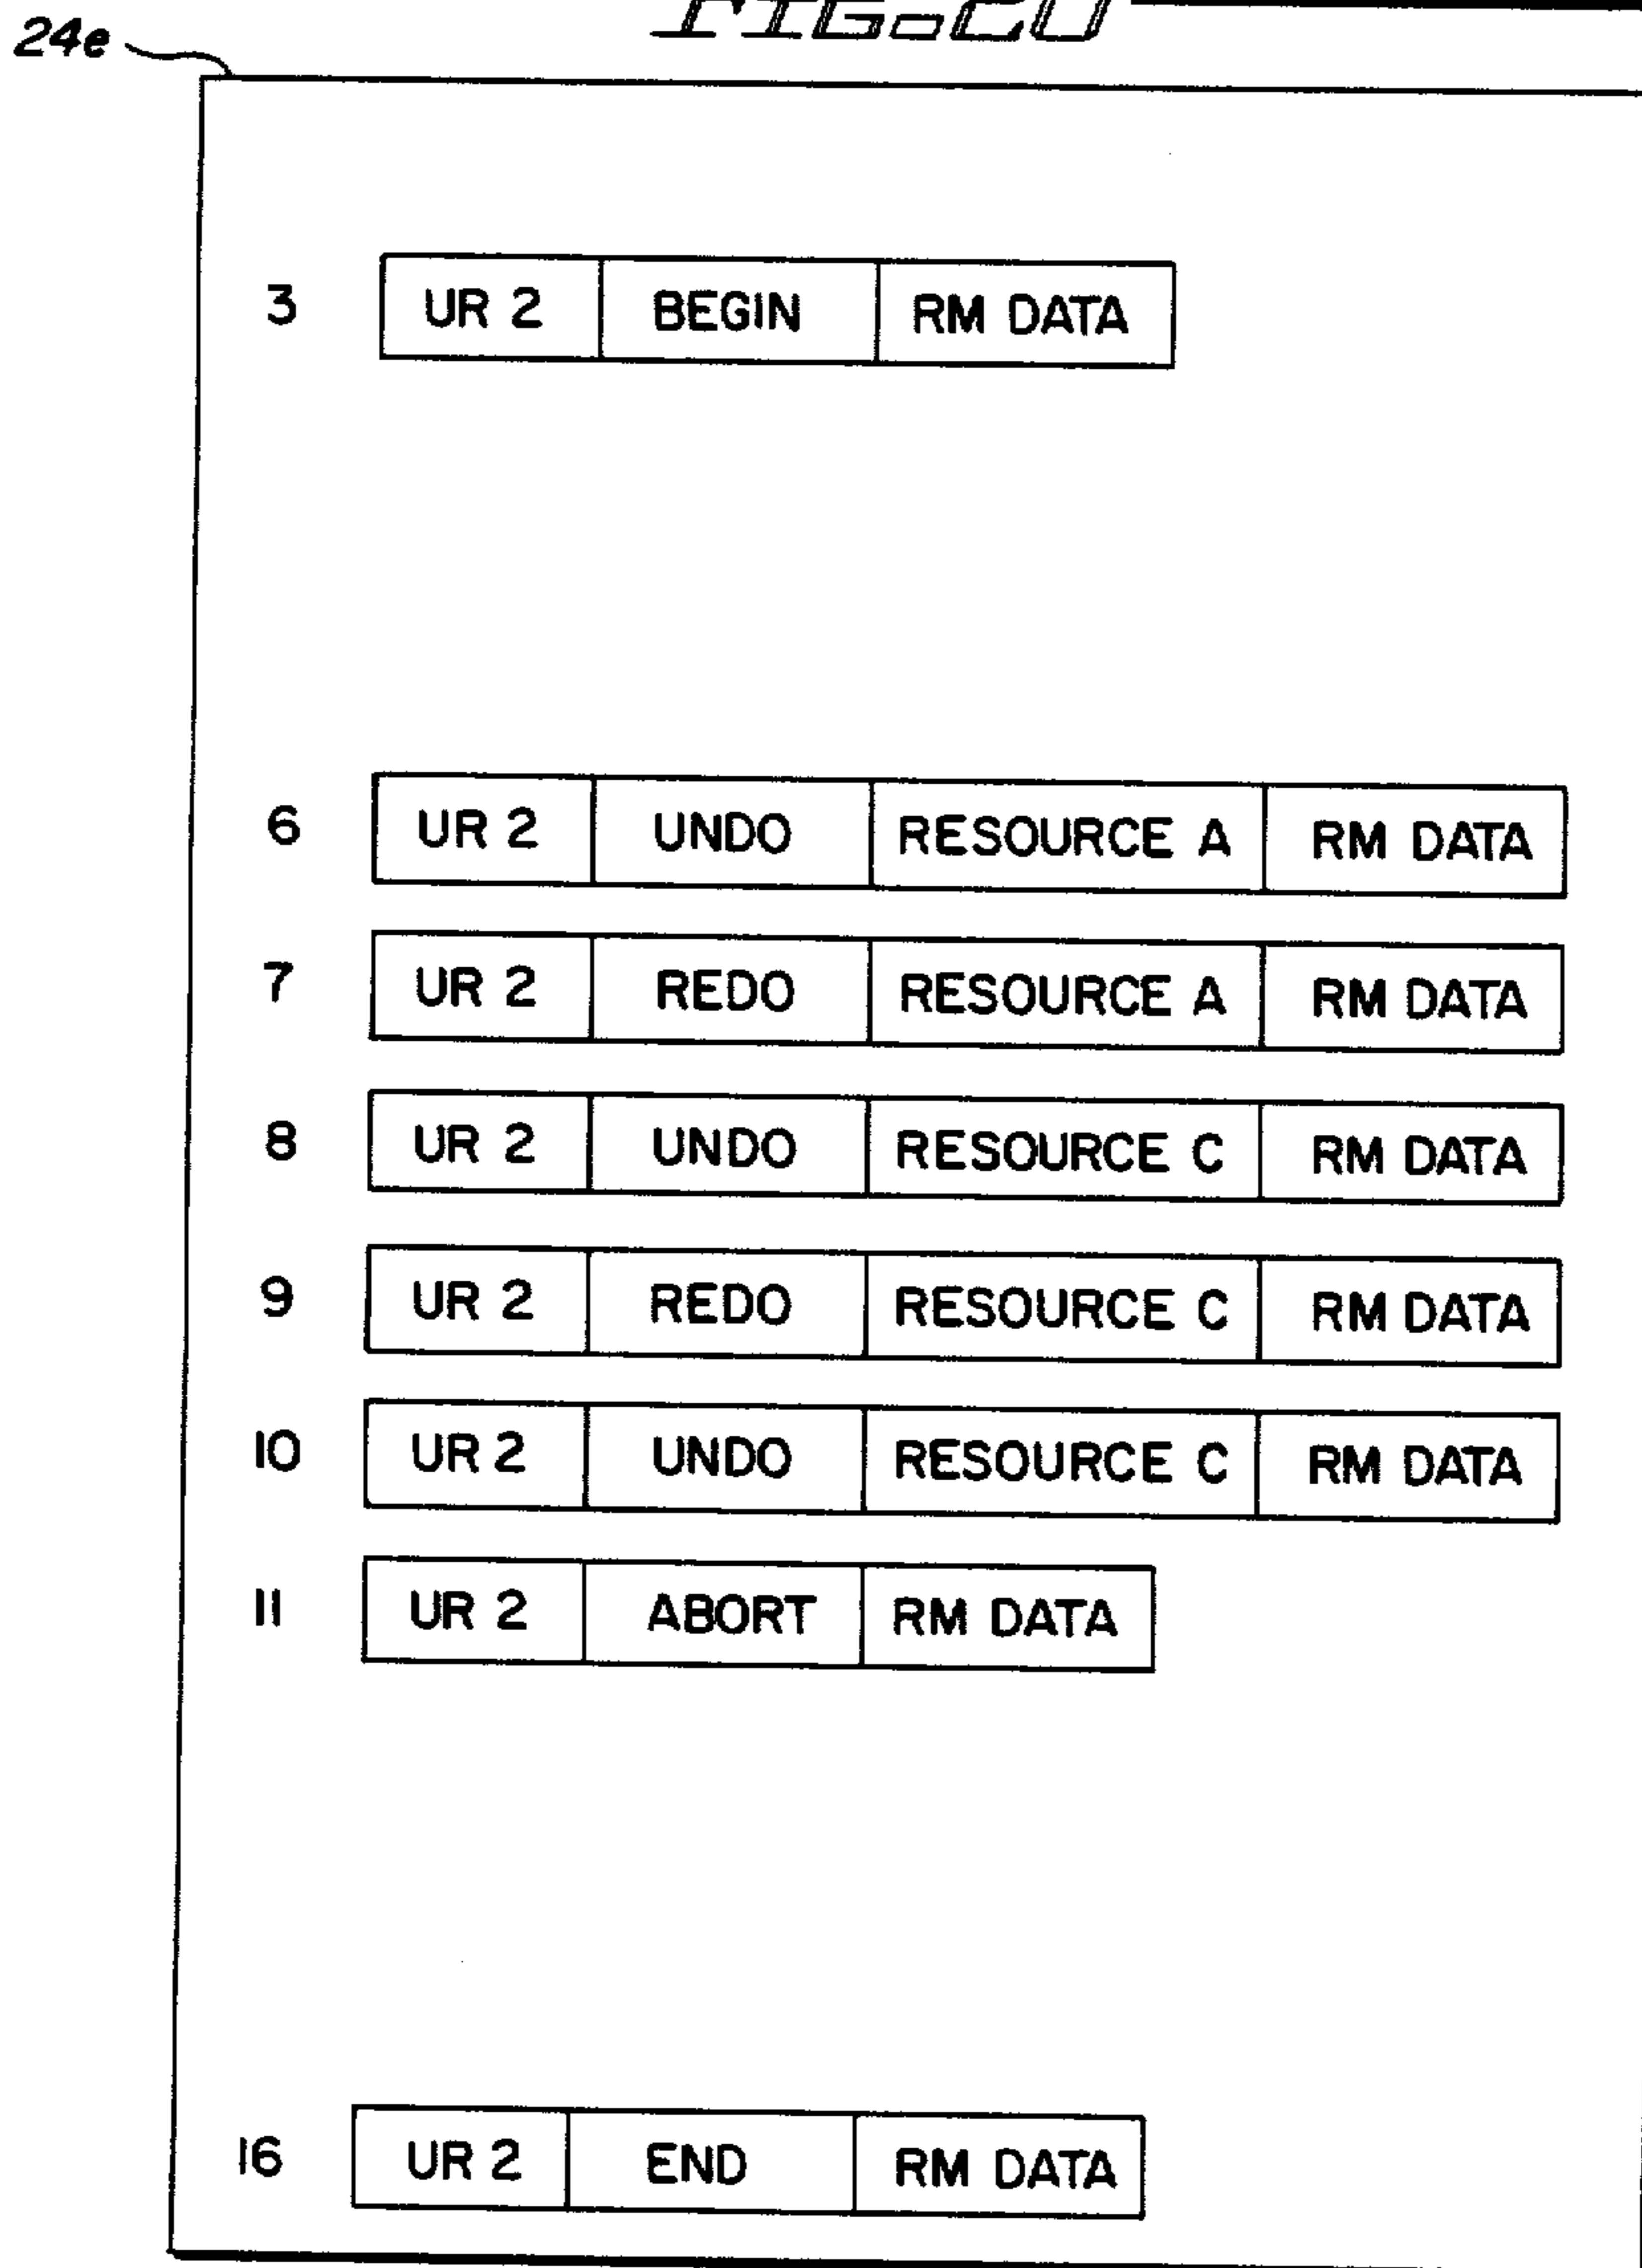 24e
3 UR 2 BEGIN RM DATA
6 UR 2 UNDO RESOURCE A RM DATA
7 UR 2 REDO RESOURCE A RM DATA
8 UR 2 UNDO RESOURCE C RM DATA
9 UR 2 REDO RESOURCE C RM DATA
10 UR 2 UNDO RESOURCE C RM DATA
11 UR 2 ABORT RM DATA
16 UR 2 END RM DATA